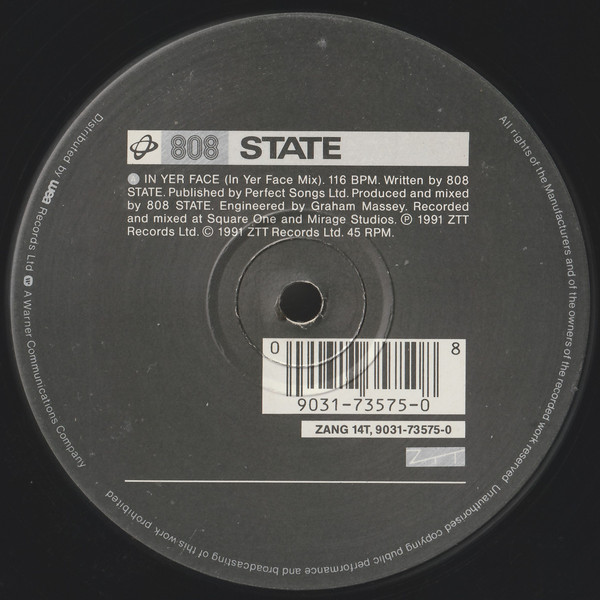 808 STATE
A IN YER FACE (In Yer Face Mix). 116 BPM. Written by 808
STATE. Published by Perfect Songs Ltd. Produced and mixed
by 808 STATE. Engineered by Graham Massey. Recorded
and mixed at Square One and Mirage Studios. ℗ 1991 ZTT
Records Ltd. © 1991 ZTT Records Ltd. 45 RPM.
0 8
9031-73575-0
ZANG 14T, 9031-73575-0
ZTT
All rights of the Manufacturers and of the owners of the recorded work reserved Unauthorised copying public performance and broadcasting of this work prohibited
Distributed by wea Records Ltd A Warner Communications Company